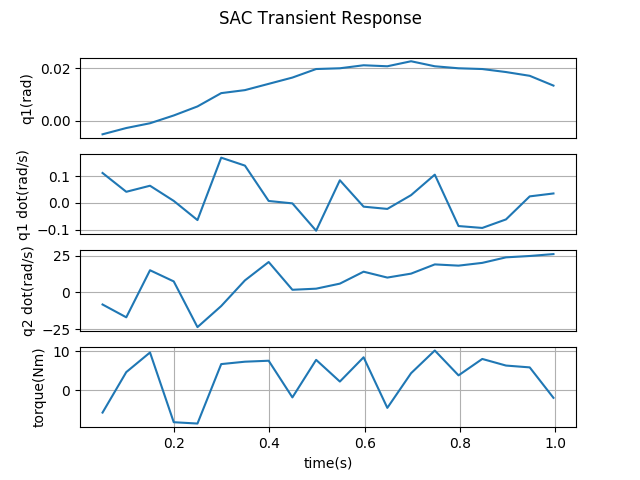 SAC Transient Response
q1(rad)
0.02
0.00
q1 dot(rad/s)
0.1
0.0
−0.1
q2 dot(rad/s)
25
0
−25
torque(Nm)
10
0
0.2 0.4 0.6 0.8 1.0
time(s)